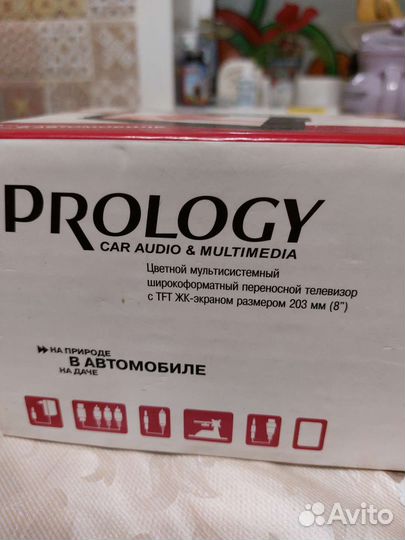 PROLOGY
CAR AUDIO & MULTIMEDIA
Цветной мультисистемный
широкоформатный переносной телевизор
с TFT ЖК-экраном размером 203 мм (8")
НА ПРИРОДЕ
В АВТОМОБИЛЕ
НА ДАЧЕ
Avito